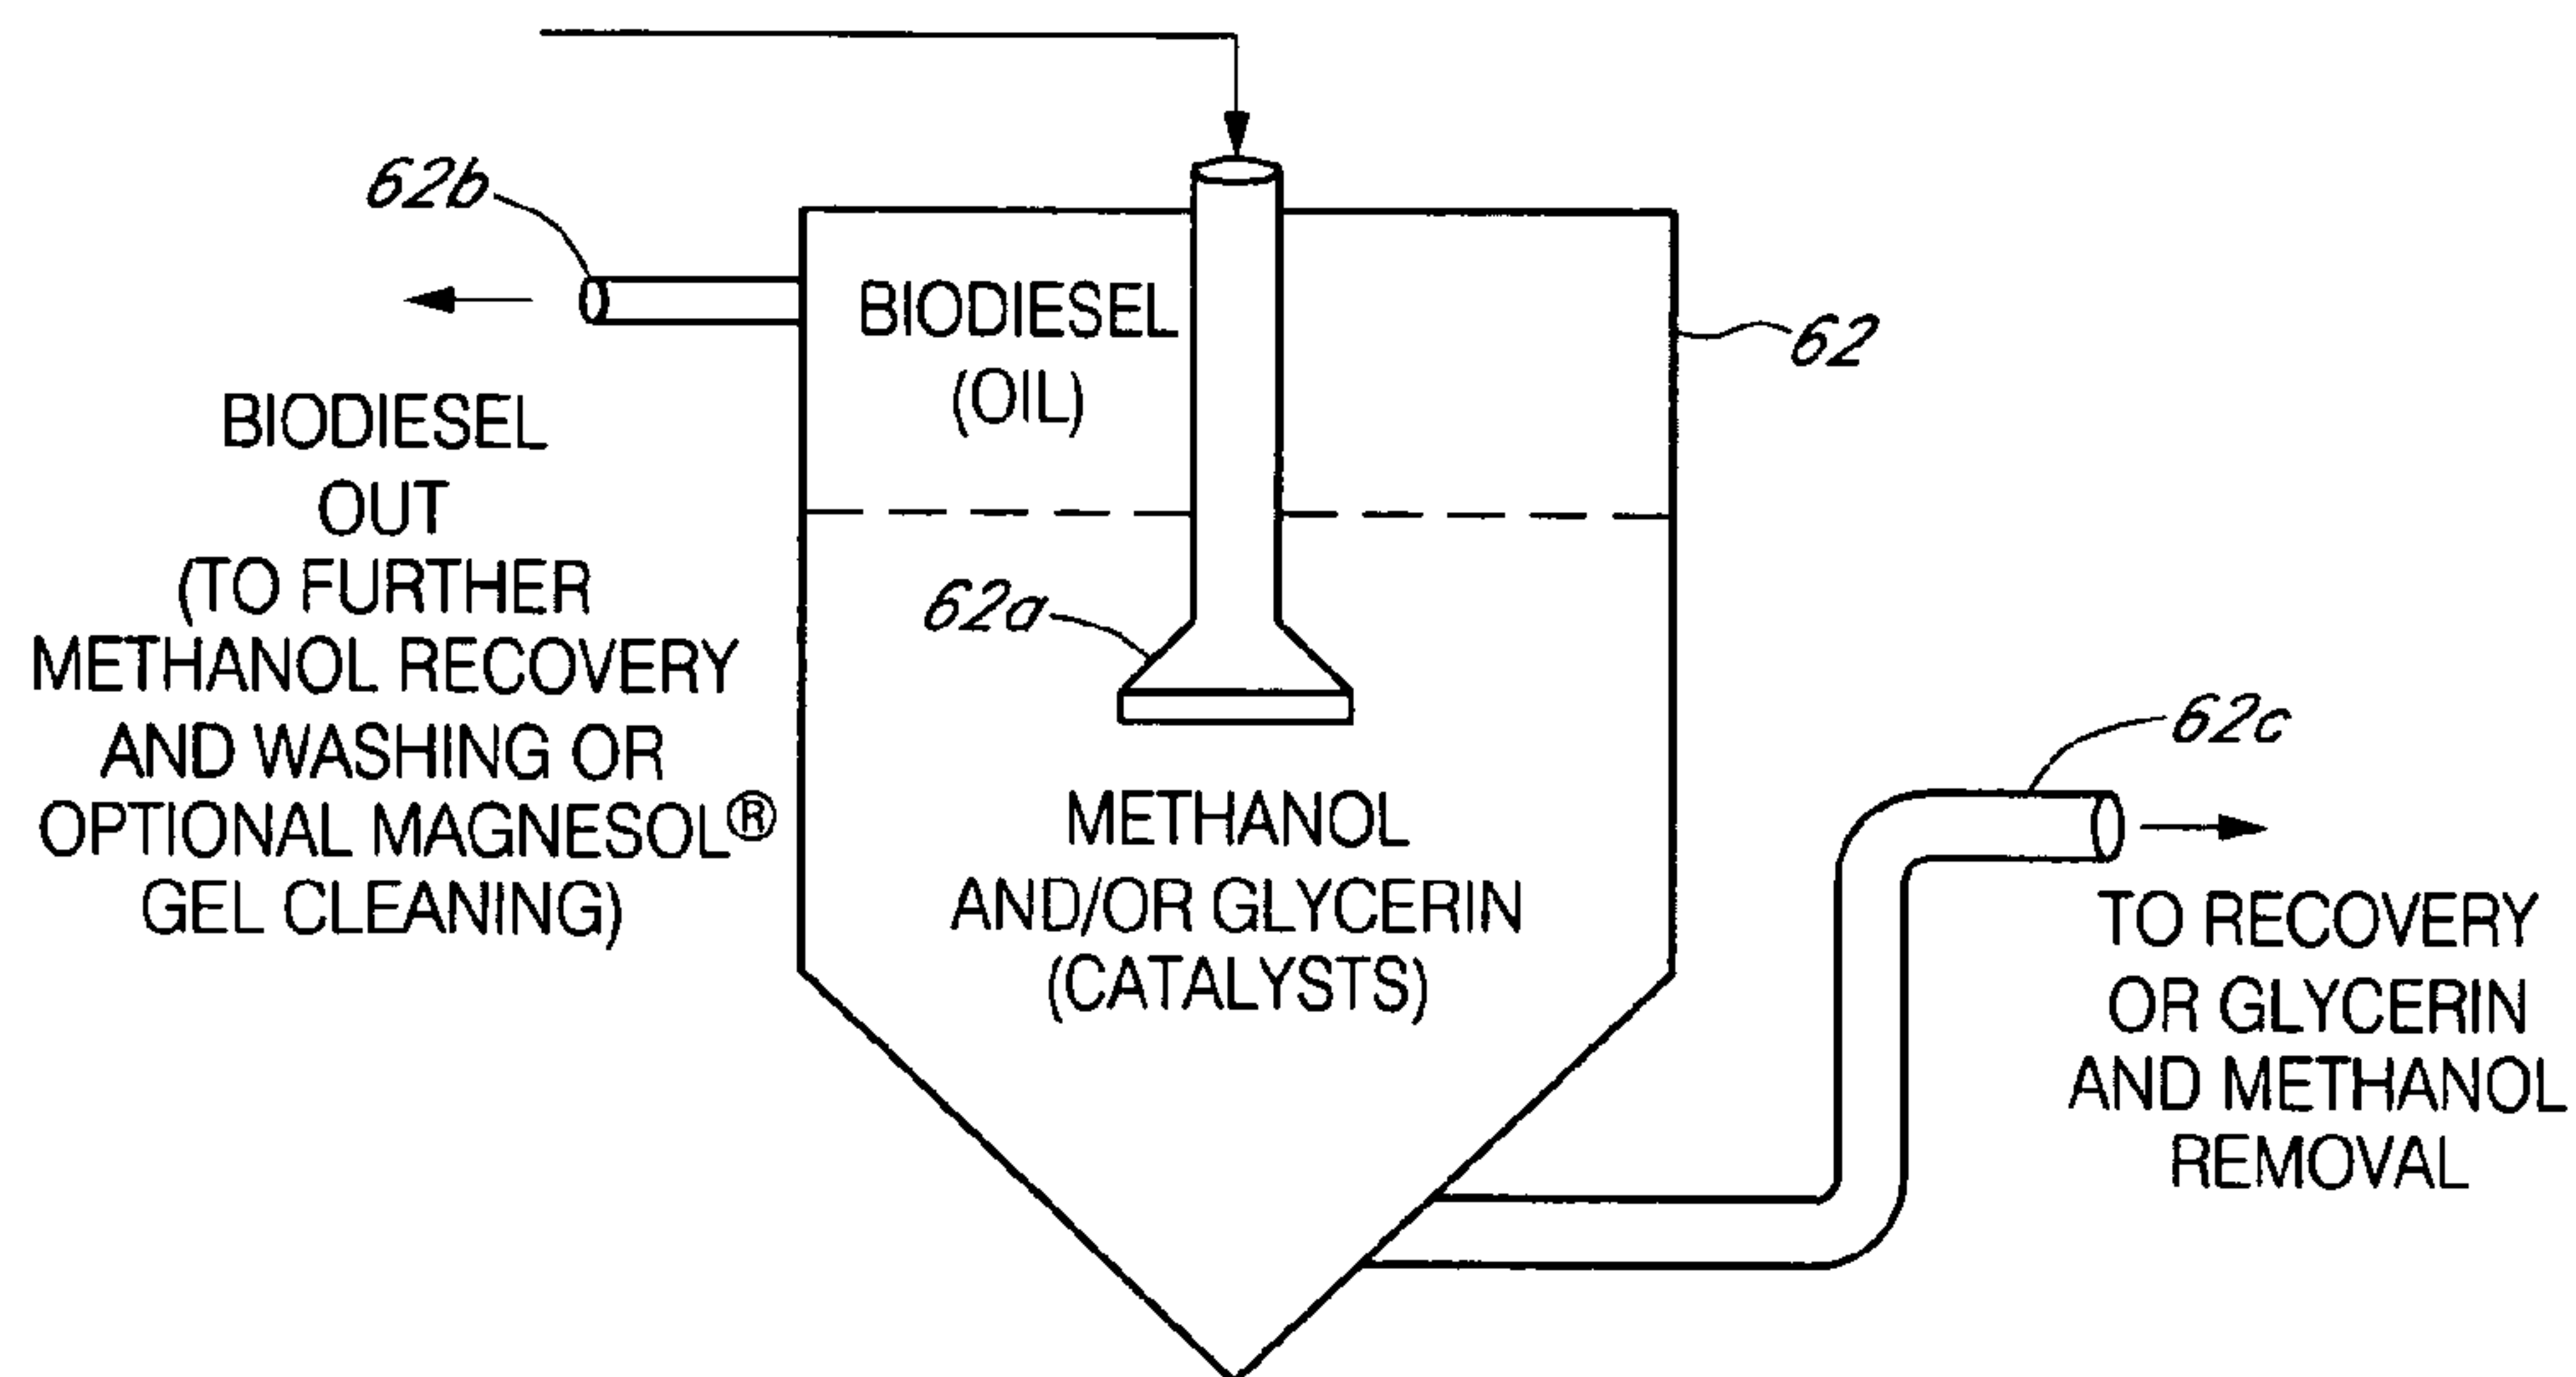 62b
BIODIESEL
(OIL)
62
BIODIESEL
OUT
(TO FURTHER
METHANOL RECOVERY
AND WASHING OR
OPTIONAL MAGNESOL®
GEL CLEANING)
62a
METHANOL
AND/OR GLYCERIN
(CATALYSTS)
62c
TO RECOVERY
OR GLYCERIN
AND METHANOL
REMOVAL